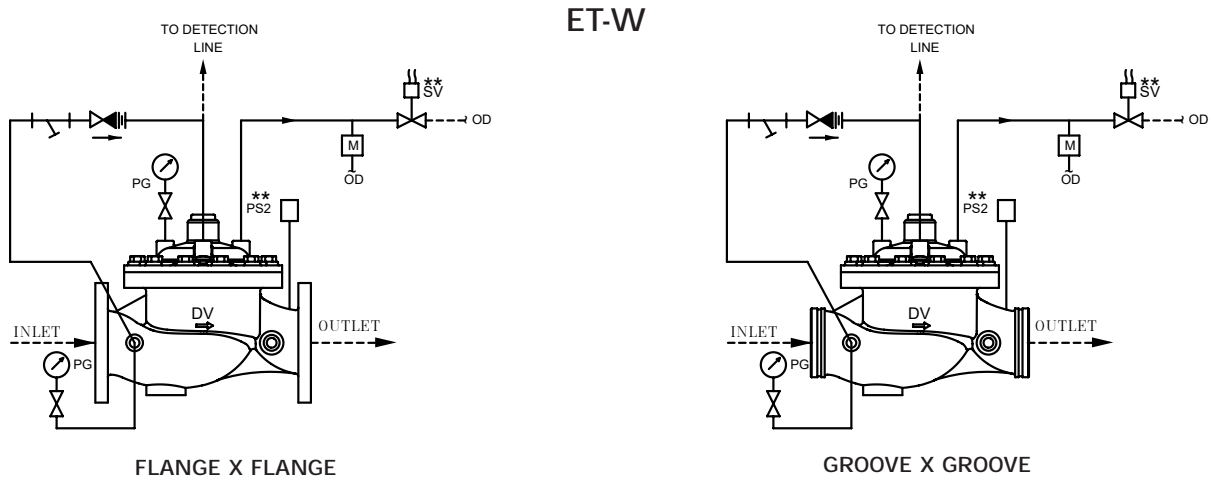 ET-W
TO DETECTION
LINE
**
SV
OD
M
OD
PG
**
PS2
DV
INLET
OUTLET
PG
FLANGE X FLANGE
TO DETECTION
LINE
**
SV
OD
M
OD
PG
**
PS2
DV
INLET
OUTLET
PG
GROOVE X GROOVE